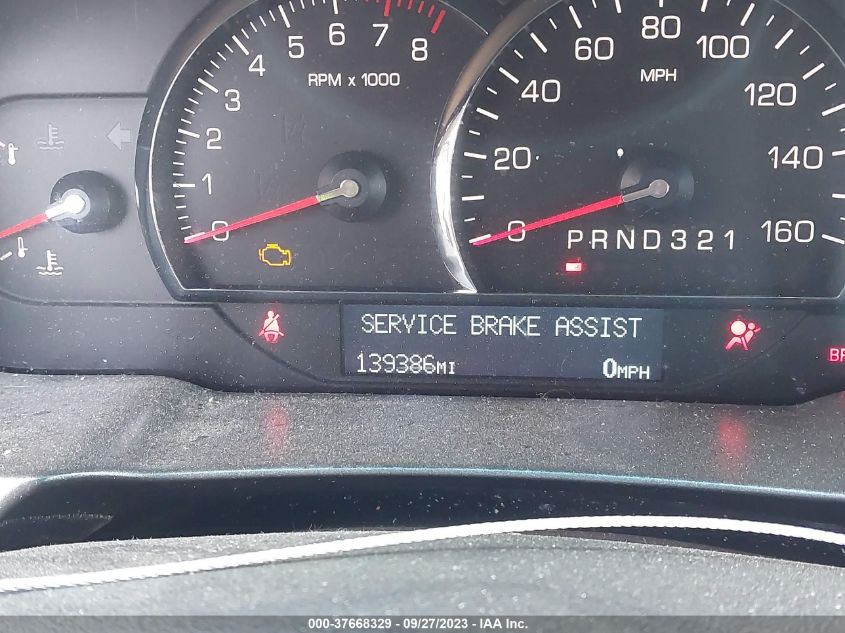 5 6 7 8
4
3
2
1
0
RPM x 1000
0 20 40 60 80 100 120 140 160
MPH
PRND321
SERVICE BRAKE ASSIST
139386MI 0MPH
000-37668329 - 09/27/2023 - IAA Inc.